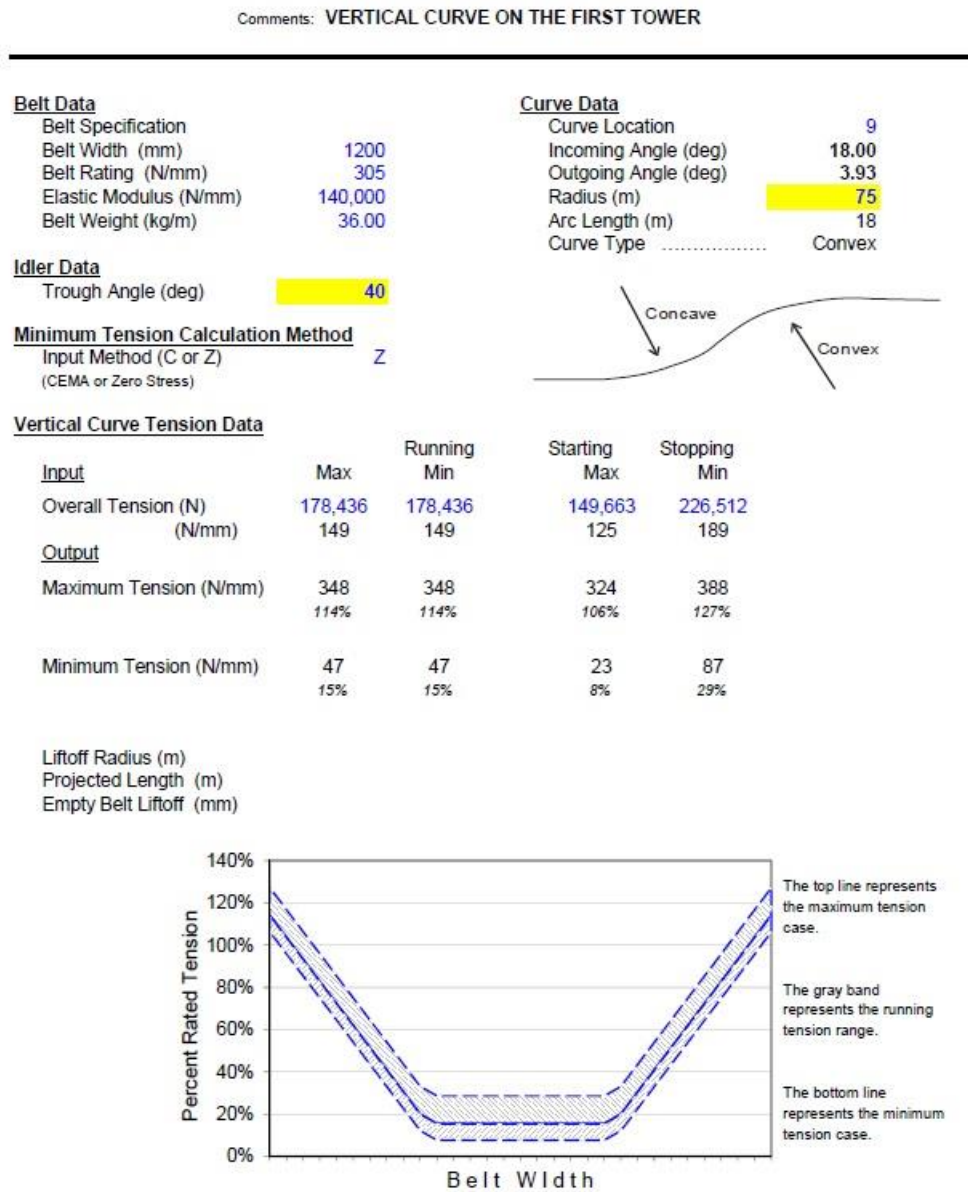 Comments: VERTICAL CURVE ON THE FIRST TOWER
Belt Data
Belt Specification
Belt Width (mm) 1200
Belt Rating (N/mm) 305
Elastic Modulus (N/mm) 140,000
Belt Weight (kg/m) 36.00
Curve Data
Curve Location 9
Incoming Angle (deg) 18.00
Outgoing Angle (deg) 3.93
Radius (m) 75
Arc Length (m) 18
Curve Type ................. Convex
Idler Data
Trough Angle (deg) 40
Concave
Convex
Minimum Tension Calculation Method
Input Method (C or Z) Z
(CEMA or Zero Stress)
Vertical Curve Tension Data
Running Starting Stopping
Input Max Min Max Min
Overall Tension (N) 178,436 178,436 149,663 226,512
(N/mm) 149 149 125 189
Output
Maximum Tension (N/mm) 348 348 324 388
114% 114% 106% 127%
Minimum Tension (N/mm) 47 47 23 87
15% 15% 8% 29%
Liftoff Radius (m)
Projected Length (m)
Empty Belt Liftoff (mm)
Percent Rated Tension
140%
120%
100%
80%
60%
40%
20%
0%
Belt WIdth
The top line represents
the maximum tension
case.
The gray band
represents the running
tension range.
The bottom line
represents the minimum
tension case.